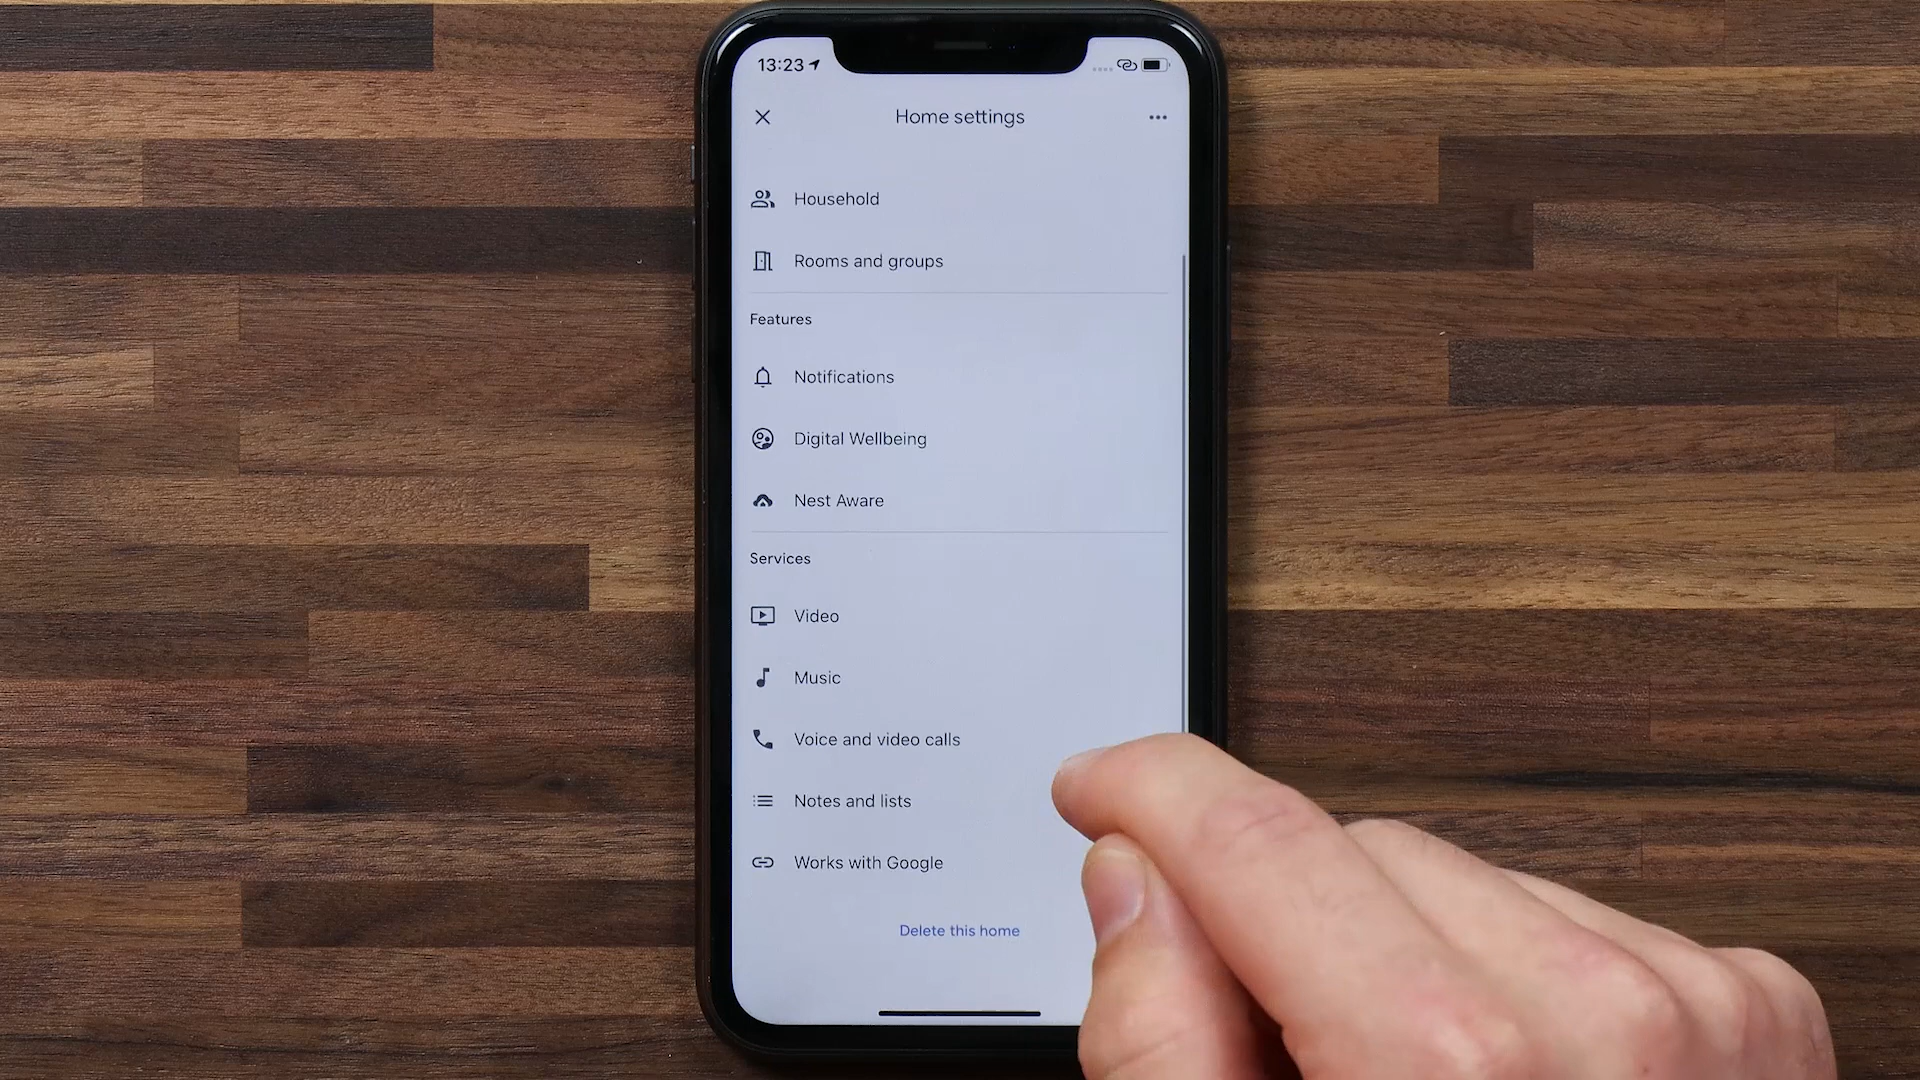 13:23
Home settings
Household
Rooms and groups
Features
Notifications
Digital Wellbeing
Nest Aware
Services
Video
Music
Voice and video calls
Notes and lists
Works with Google
Delete this home